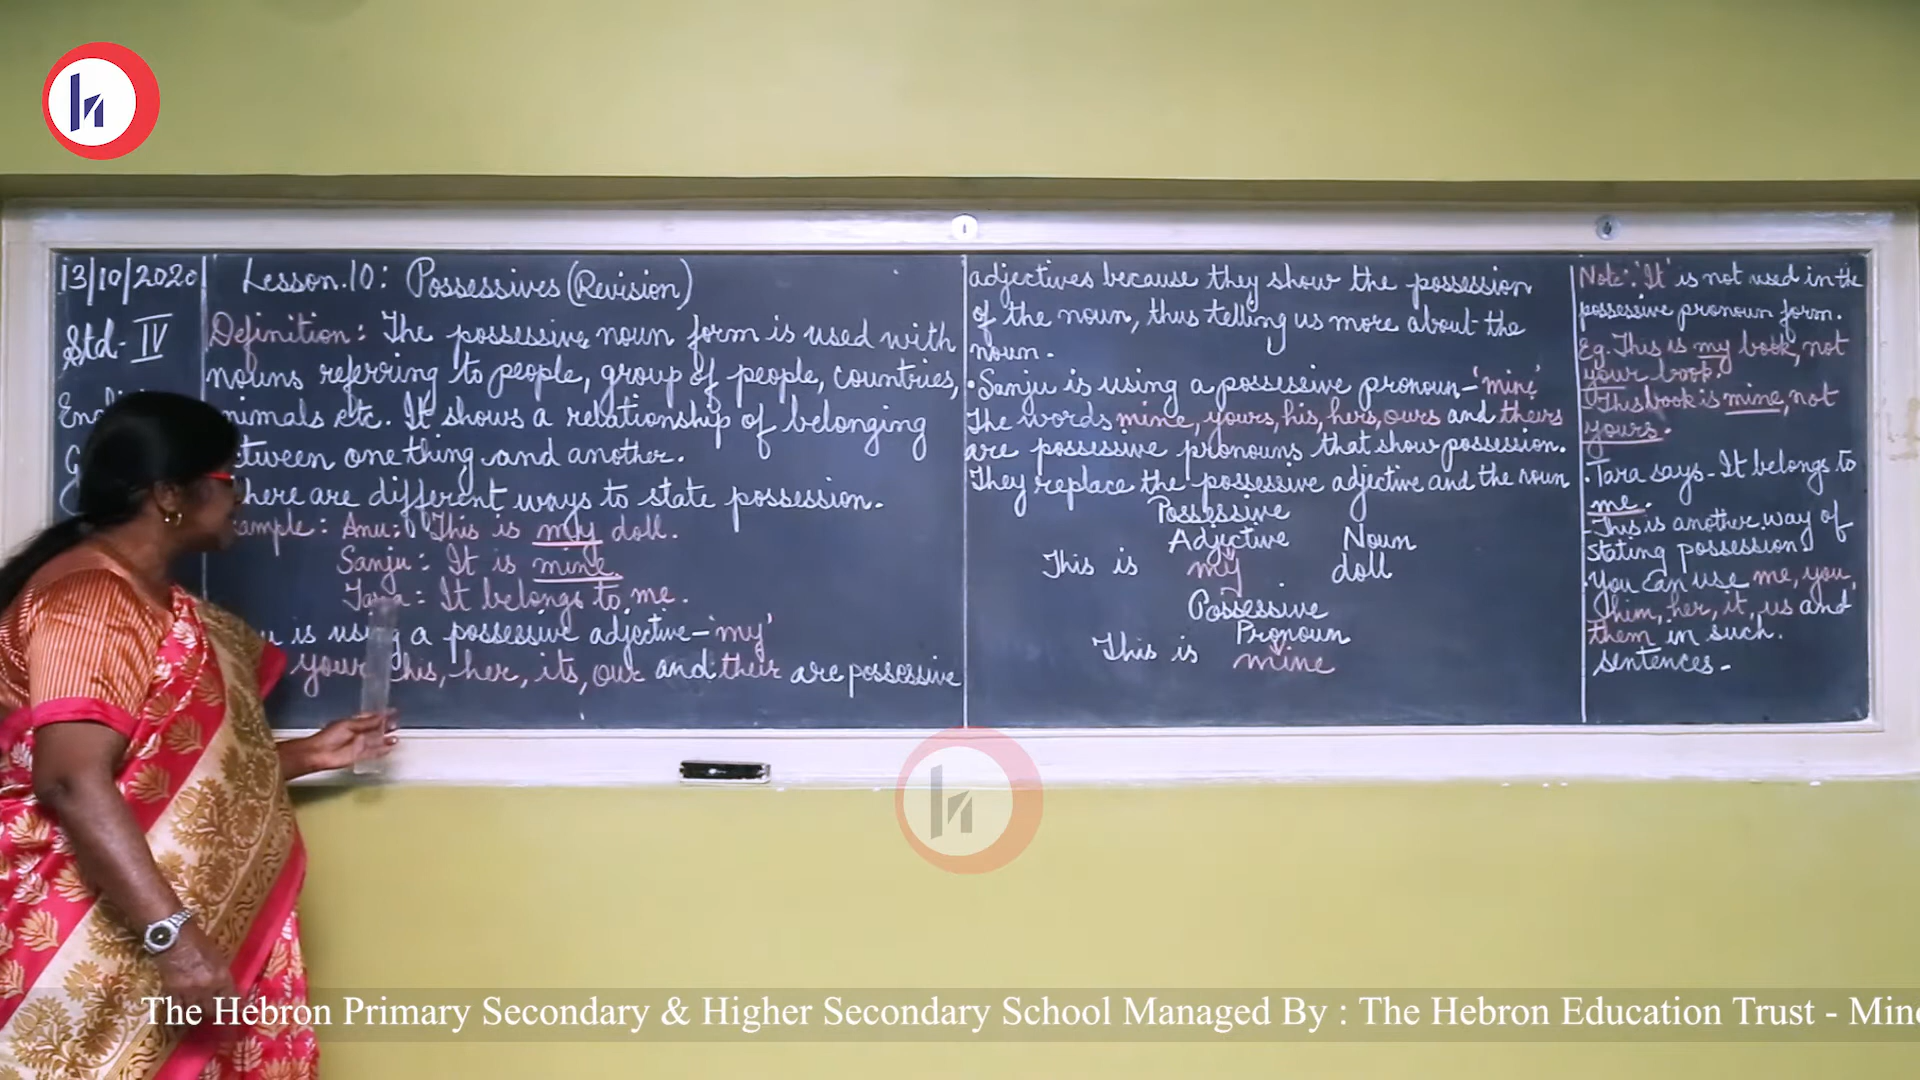 13/10/2020
Std- IV
Lesson.10: Possessives (Revision)
Definition: The possessive noun form is used with
nouns referring to people, group of people, countries,
nimals etc. It shows a relationship of belonging
tween one thing and another.
here are different ways to state possession.
ample: Anu: This is my doll.
Sanju: It is mine.
Tara: It belongs to me.
u is using a possessive adjective-'my'
your, his, her, its, our and their are possessive
adjectives because they show the possession
of the noun, thus telling us more about the
noun.
• Sanju is using a possessive pronoun-'mine'
The words mine, yours, his, hers, ours and theirs
are possessive pronouns that show possession.
They replace the possessive adjective and the noun
Possessive
Adjective Noun
This is my doll
Possessive
Pronoun
This is mine
Note: 'It' is not used in the
possessive pronoun form.
Eg. This is my book, not
your book.
- This book is mine, not
yours.
• Tara says - It belongs to
me.
- This is another way of
stating possession.
• You can use me, you,
him, her, it, us and
them in such
sentences -
The Hebron Primary Secondary & Higher Secondary School Managed By : The Hebron Education Trust - Min